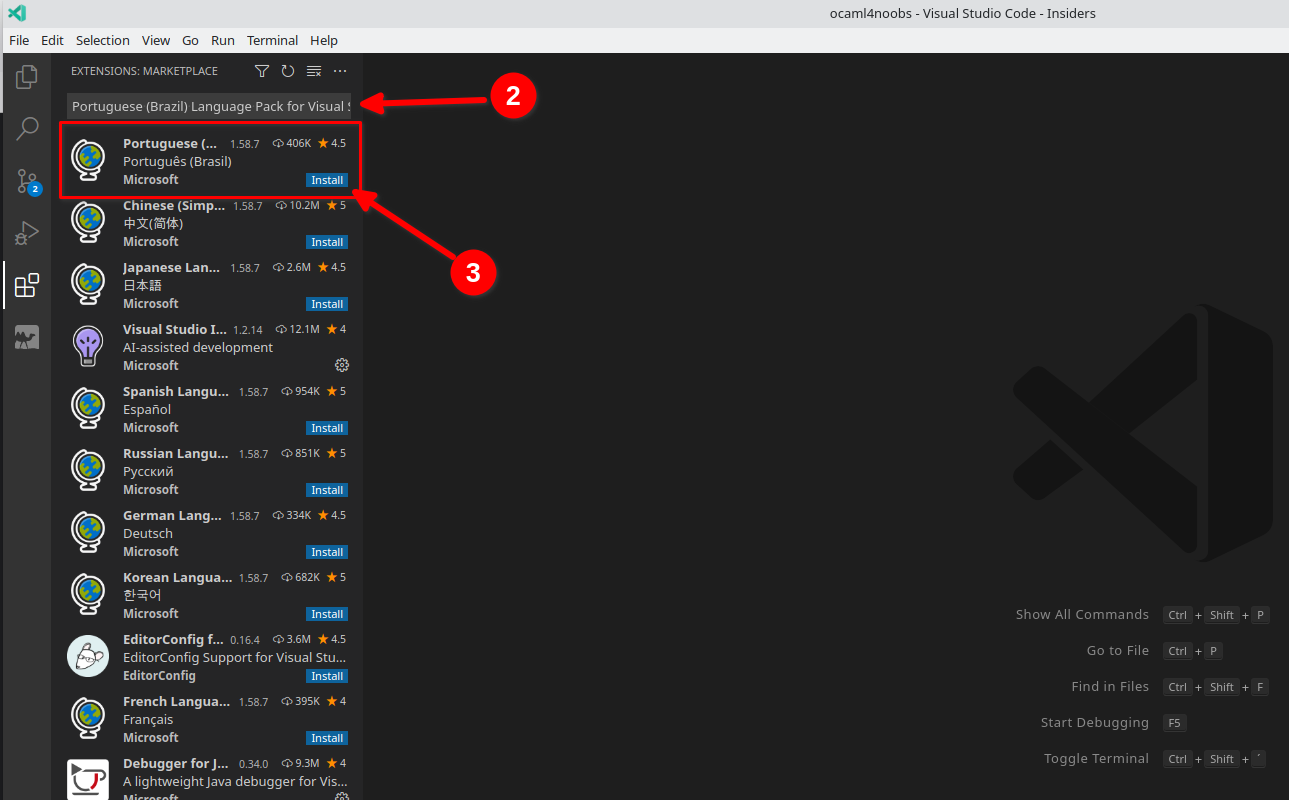 ocaml4noobs - Visual Studio Code - Insiders
File Edit Selection View Go Run Terminal Help
EXTENSIONS: MARKETPLACE
Portuguese (Brazil) Language Pack for Visual S
2
Portuguese (... 1.58.7 406K 4.5
Português (Brasil)
Microsoft Install
3
2
Chinese (Simp... 1.58.7 10.2M 5
中文(简体)
Microsoft Install
Japanese Lan... 1.58.7 2.6M 4.5
日本語
Microsoft Install
Visual Studio I... 1.2.14 12.1M 4
AI-assisted development
Microsoft
Spanish Langu... 1.58.7 954K 5
Español
Microsoft Install
Russian Langu... 1.58.7 851K 5
Русский
Microsoft Install
German Lang... 1.58.7 334K 4.5
Deutsch
Microsoft Install
Korean Langua... 1.58.7 682K 5
한국어
Microsoft Install
EditorConfig f... 0.16.4 3.6M 4.5
EditorConfig Support for Visual Stu...
EditorConfig Install
French Langua... 1.58.7 395K 4
Français
Microsoft Install
Debugger for J... 0.34.0 9.3M 4
A lightweight Java debugger for Vis...
Microsoft
Show All Commands Ctrl + Shift + P
Go to File Ctrl + P
Find in Files Ctrl + Shift + F
Start Debugging F5
Toggle Terminal Ctrl + Shift + ´